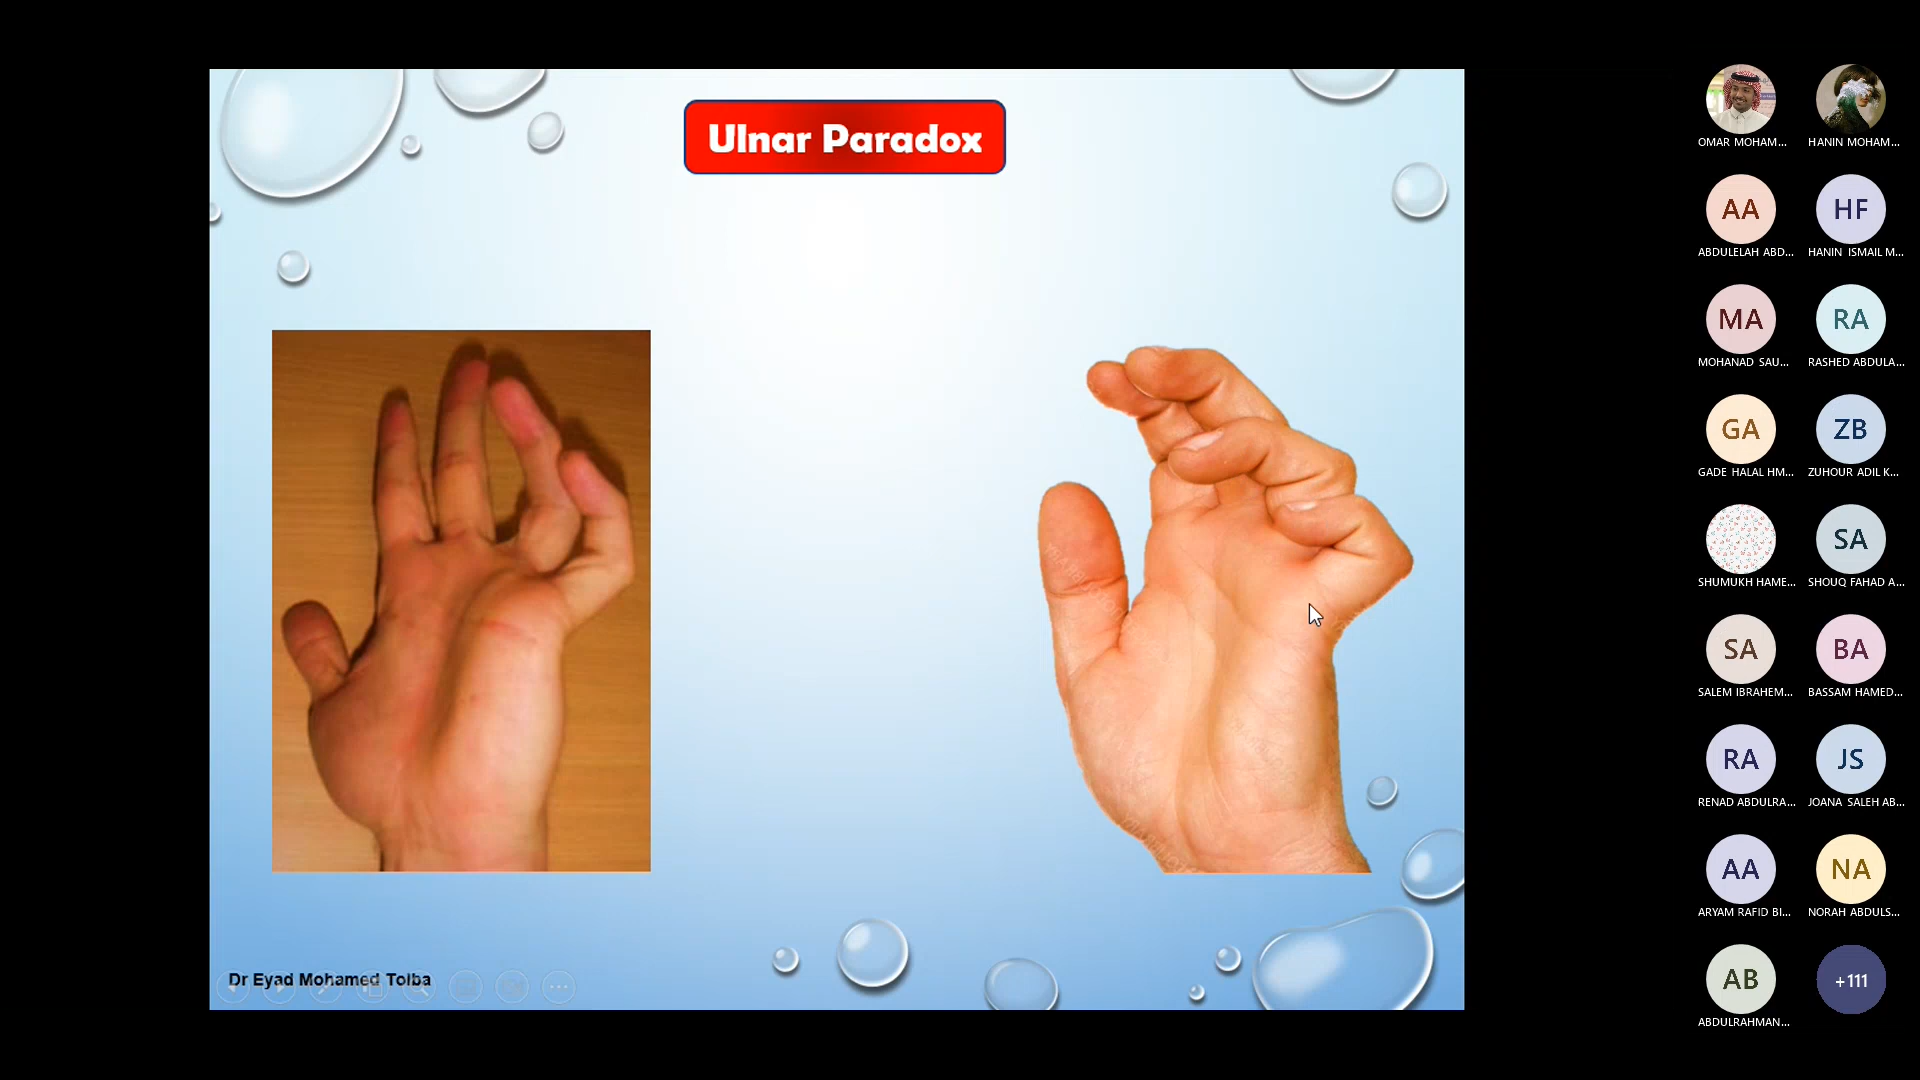 Ulnar Paradox
Dr Eyad Mohamed Tolba
OMAR MOHAM...
HANIN MOHAM...
AA
HF
ABDULELAH ABD...
HANIN ISMAIL M...
MA
RA
MOHANAD SAU...
RASHED ABDULA...
GA
ZB
GADE HALAL HM...
ZUHOUR ADIL K...
SA
SHUMUKH HAME...
SHOUQ FAHAD A...
SA
BA
SALEM IBRAHEM...
BASSAM HAMED...
RA
JS
RENAD ABDULRA...
JOANA SALEH AB...
AA
NA
ARYAM RAFID BI...
NORAH ABDULS...
AB
+111
ABDULRAHMAN...